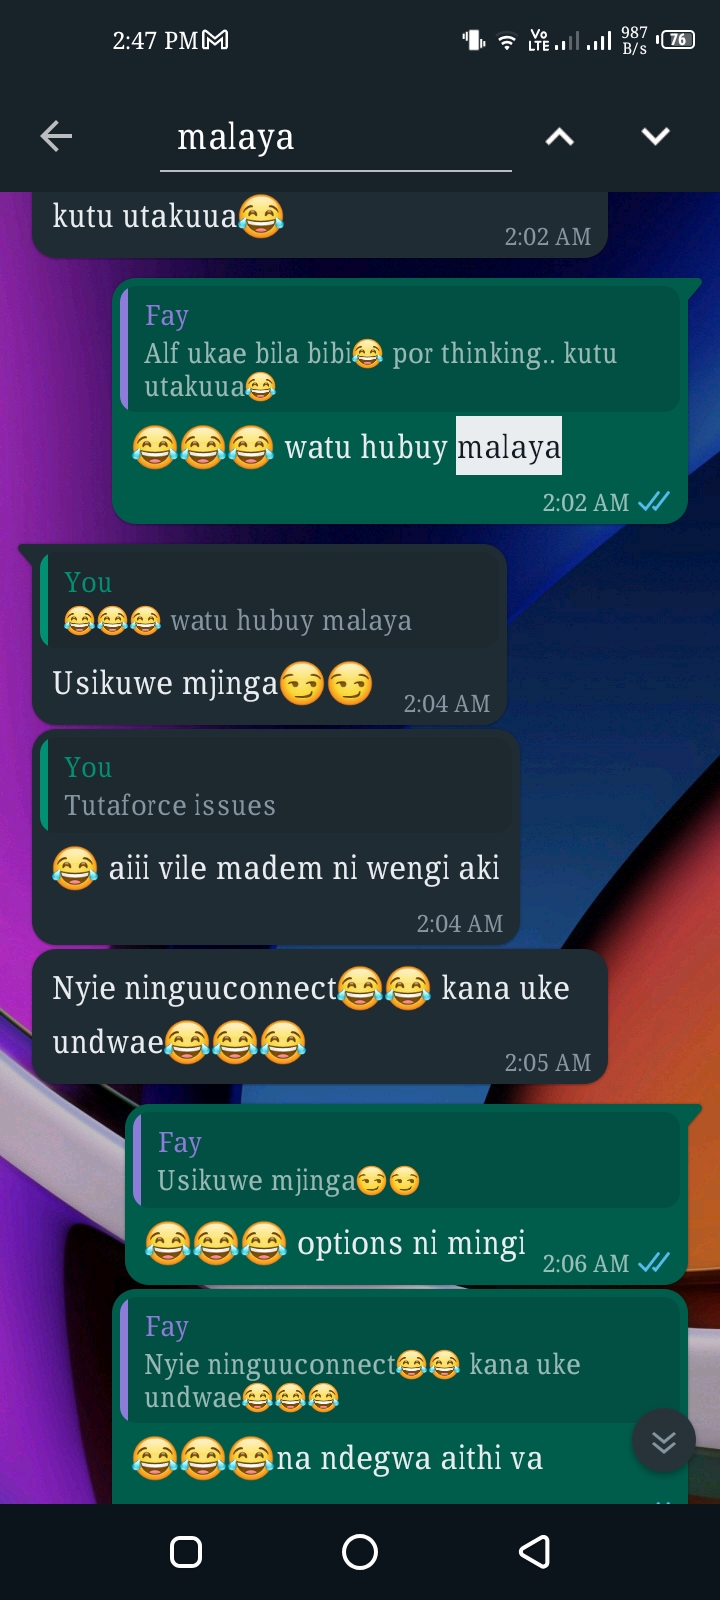 2:47 PM
Vo LTE
987 B/s
76
malaya
kutu utakuua😂
2:02 AM
Fay
Alf ukae bila bibi😂 por thinking.. kutu
utakuua😂
😂😂😂 watu hubuy malaya
2:02 AM
You
😂😂😂 watu hubuy malaya
Usikuwe mjinga😏😏
2:04 AM
You
Tutaforce issues
😂 aiii vile madem ni wengi aki
2:04 AM
Nyie ninguuconnect😂😂 kana uke
undwae😂😂😂
2:05 AM
Fay
Usikuwe mjinga😏😏
😂😂😂 options ni mingi
2:06 AM
Fay
Nyie ninguuconnect😂😂 kana uke
undwae😂😂😂
😂😂😂na ndegwa aithi va